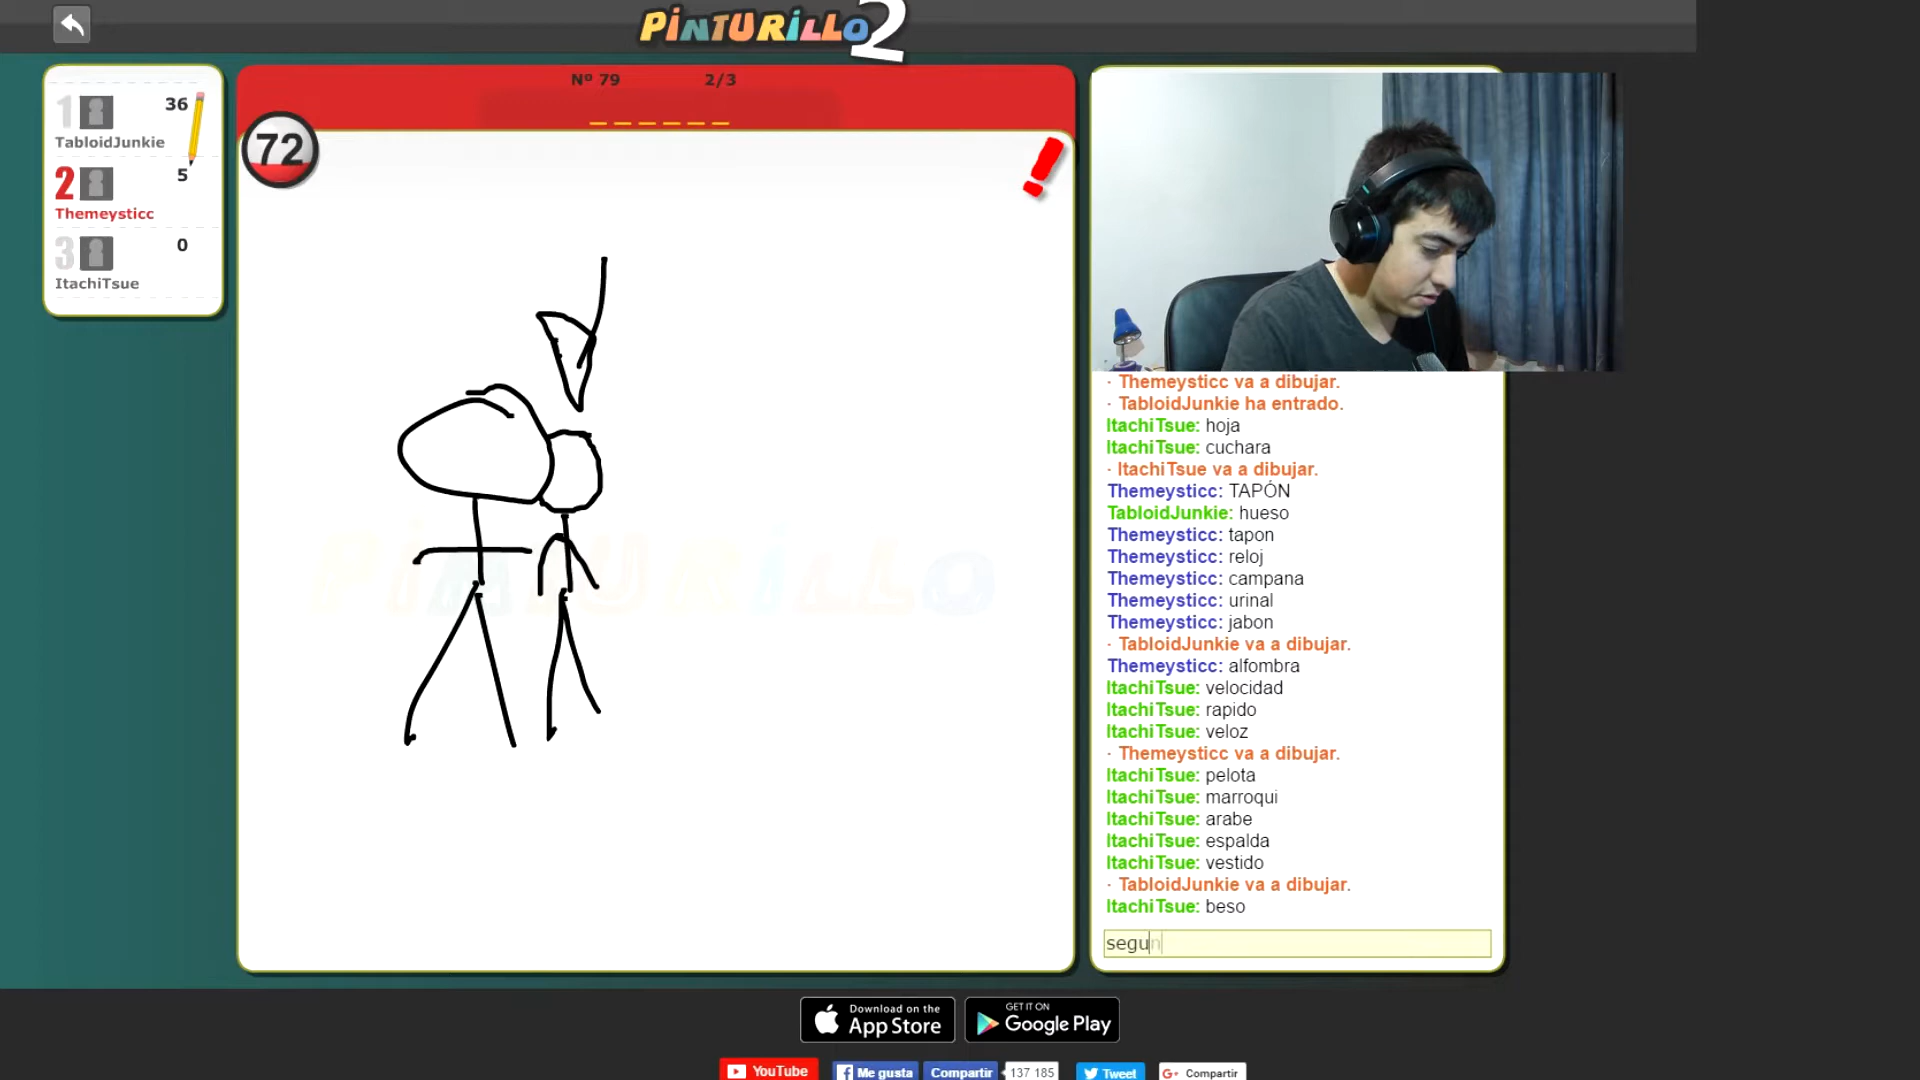 PiNTURiLLO 2
Nº 79
2/3
_ _ _ _ _ _
72
1
36
TabloidJunkie
2
5
Themeysticc
3
0
ItachiTsue
PiNTURiLLO
· Themeysticc va a dibujar.
· TabloidJunkie ha entrado.
ItachiTsue: hoja
ItachiTsue: cuchara
· ItachiTsue va a dibujar.
Themeysticc: TAPÓN
TabloidJunkie: hueso
Themeysticc: tapon
Themeysticc: reloj
Themeysticc: campana
Themeysticc: urinal
Themeysticc: jabon
· TabloidJunkie va a dibujar.
Themeysticc: alfombra
ItachiTsue: velocidad
ItachiTsue: rapido
ItachiTsue: veloz
· Themeysticc va a dibujar.
ItachiTsue: pelota
ItachiTsue: marroqui
ItachiTsue: arabe
ItachiTsue: espalda
ItachiTsue: vestido
· TabloidJunkie va a dibujar.
ItachiTsue: beso
segun
Download on the
App Store
GET IT ON
Google Play
YouTube
Me gusta
Compartir
137 185
Tweet
G+ Compartir